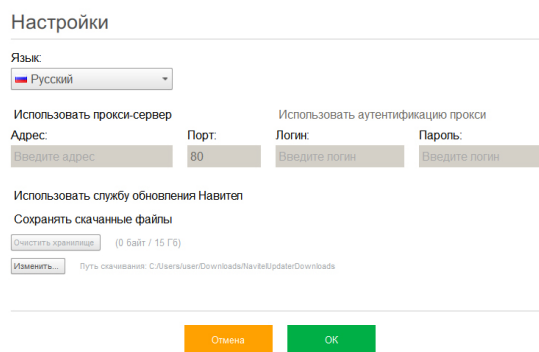 Настройки
Язык:
Русский
Использовать прокси-сервер Использовать аутентификацию прокси
Адрес: Порт: Логин: Пароль:
Введите адрес 80 Введите логин Введите логин
Использовать службу обновления Навител
Сохранять скачанные файлы
Очистить хранилище (0 байт / 15 Гб)
Изменить... Путь скачивания: C:/Users/user/Downloads/NavitelUpdaterDownloads
Отмена OK